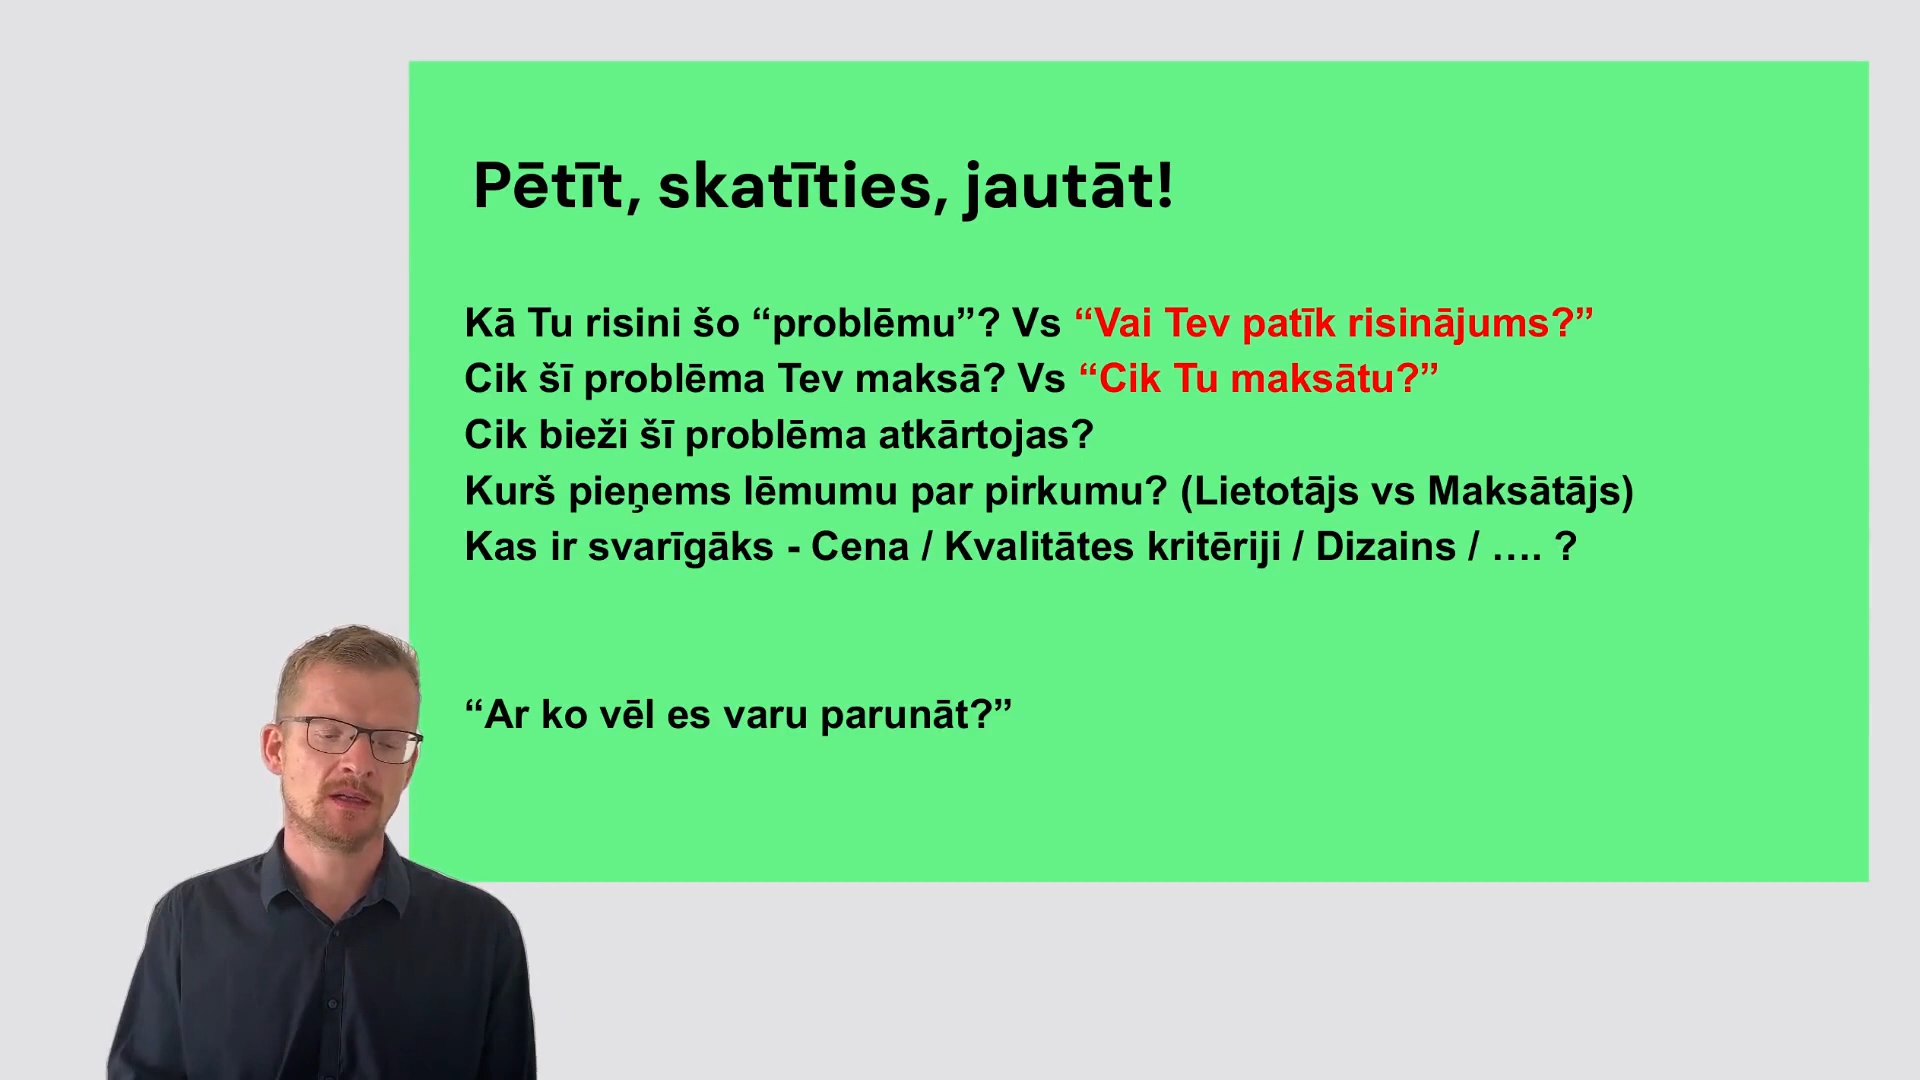 Pētīt, skatīties, jautāt!
Kā Tu risini šo “problēmu”? Vs “Vai Tev patīk risinājums?”
Cik šī problēma Tev maksā? Vs “Cik Tu maksātu?”
Cik bieži šī problēma atkārtojas?
Kurš pieņems lēmumu par pirkumu? (Lietotājs vs Maksātājs)
Kas ir svarīgāks - Cena / Kvalitātes kritēriji / Dizains / …. ?
“Ar ko vēl es varu parunāt?”